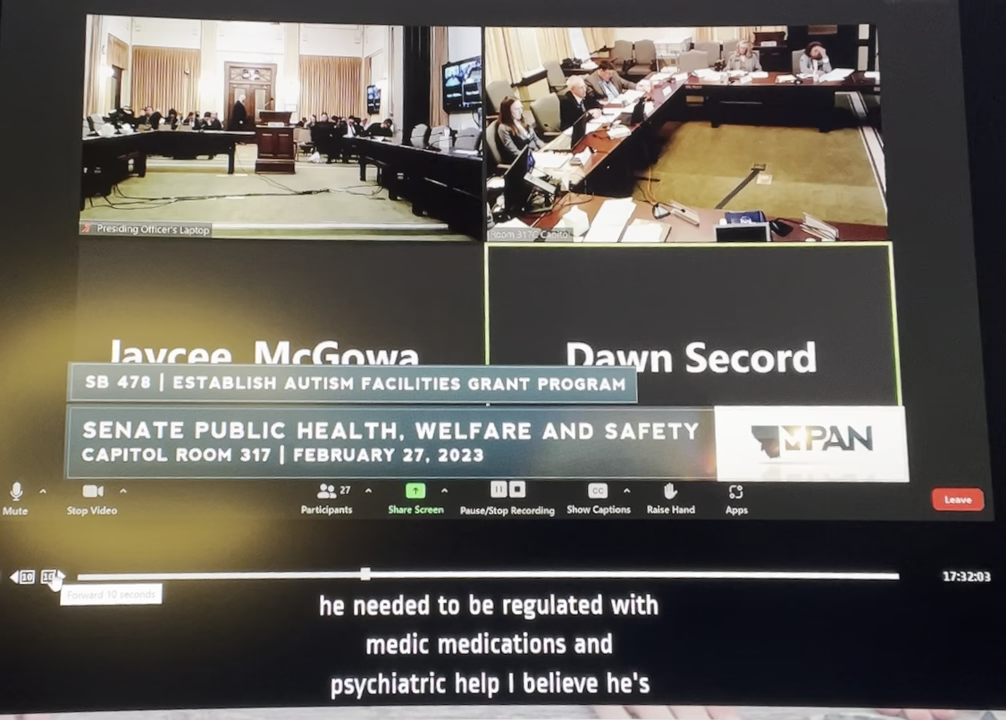 Presiding Officer's Laptop
Room 317
Jaycee McGowa
Dawn Secord
SB 478 | ESTABLISH AUTISM FACILITIES GRANT PROGRAM
SENATE PUBLIC HEALTH, WELFARE AND SAFETY
CAPITOL ROOM 317 | FEBRUARY 27, 2023
MPAN
Mute
Stop Video
27
Participants
Share Screen
Pause/Stop Recording
CC
Show Captions
Raise Hand
Apps
Leave
10
10
17:32:03
Forward 10 seconds
he needed to be regulated with
medic medications and
psychiatric help I believe he's